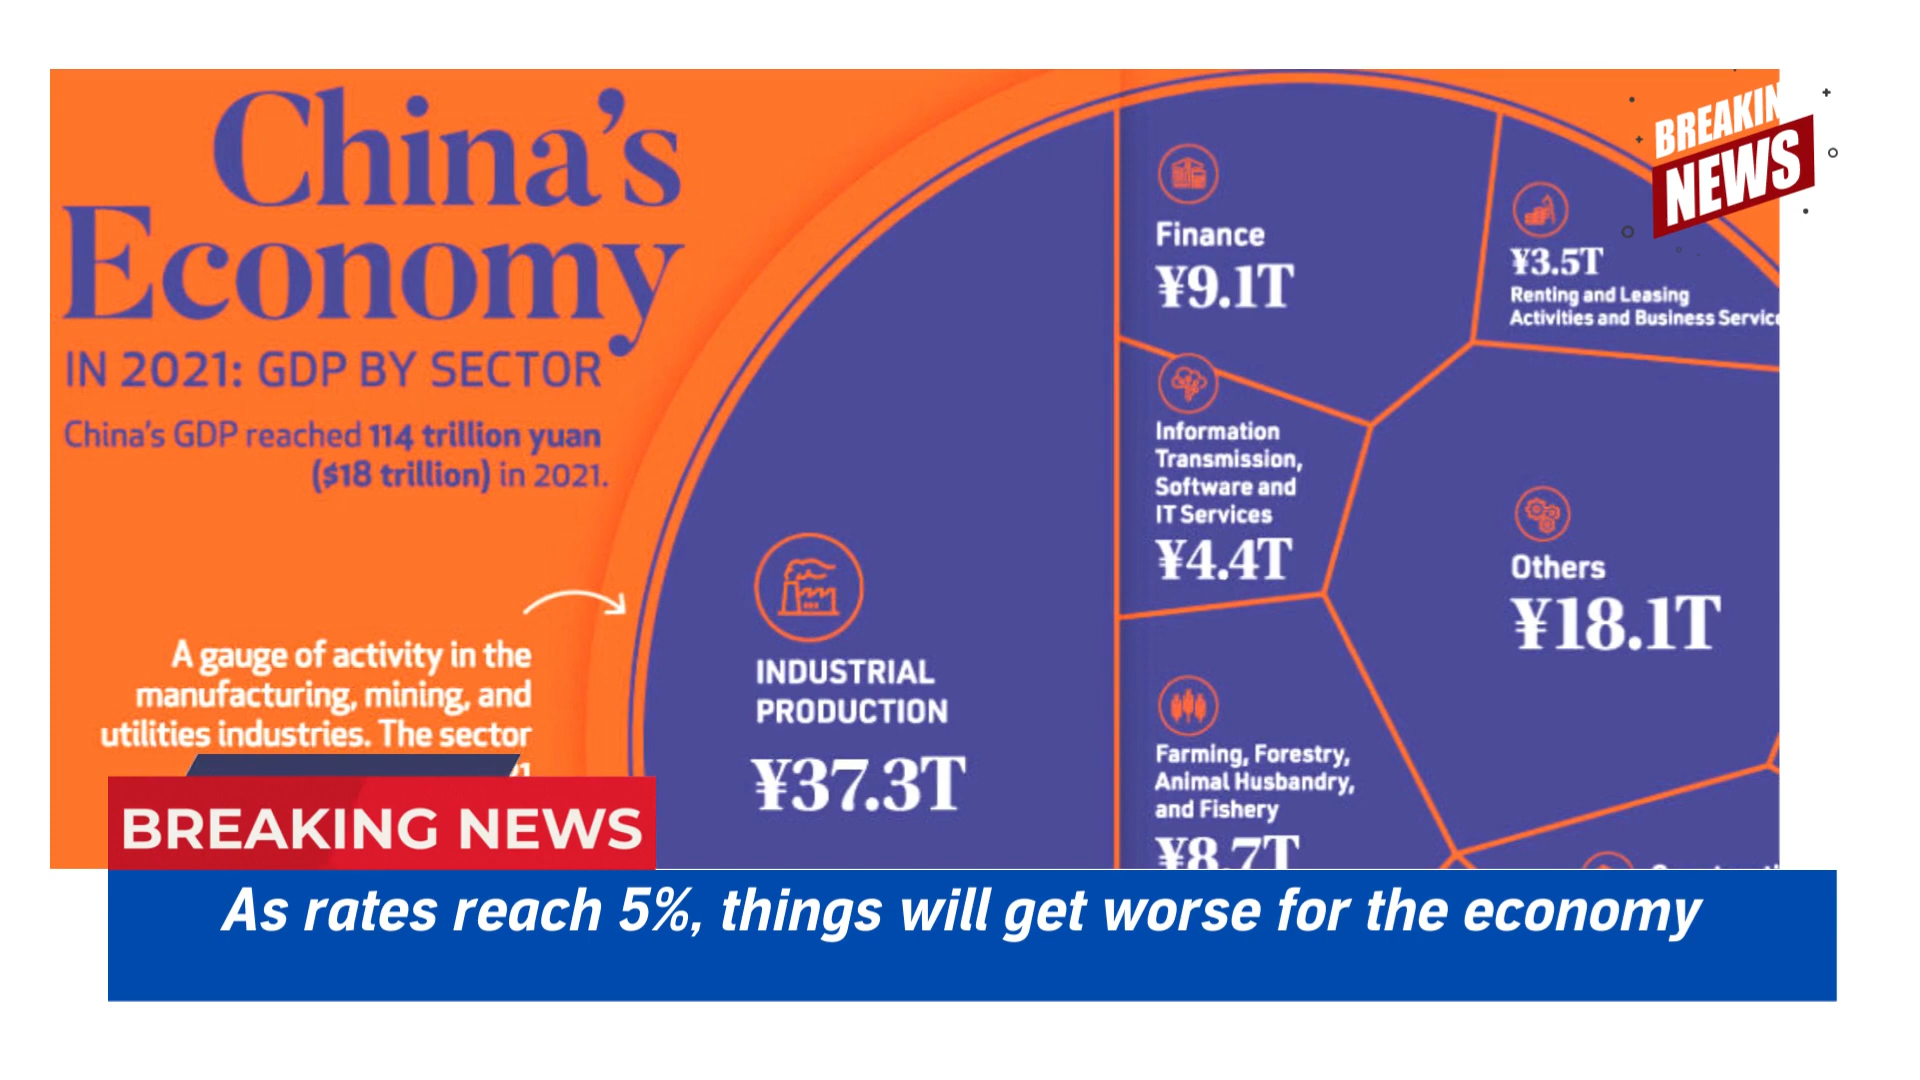 China's
Economy
IN 2021: GDP BY SECTOR
China's GDP reached 114 trillion yuan
($18 trillion) in 2021.
A gauge of activity in the
manufacturing, mining, and
utilities industries. The sector
INDUSTRIAL
PRODUCTION
¥37.3T
Finance
¥9.1T
Information
Transmission,
Software and
IT Services
¥4.4T
Farming, Forestry,
Animal Husbandry,
and Fishery
¥8.7T
¥3.5T
Renting and Leasing
Activities and Business Service
Others
¥18.1T
BREAKIN
NEWS
BREAKING NEWS
As rates reach 5%, things will get worse for the economy